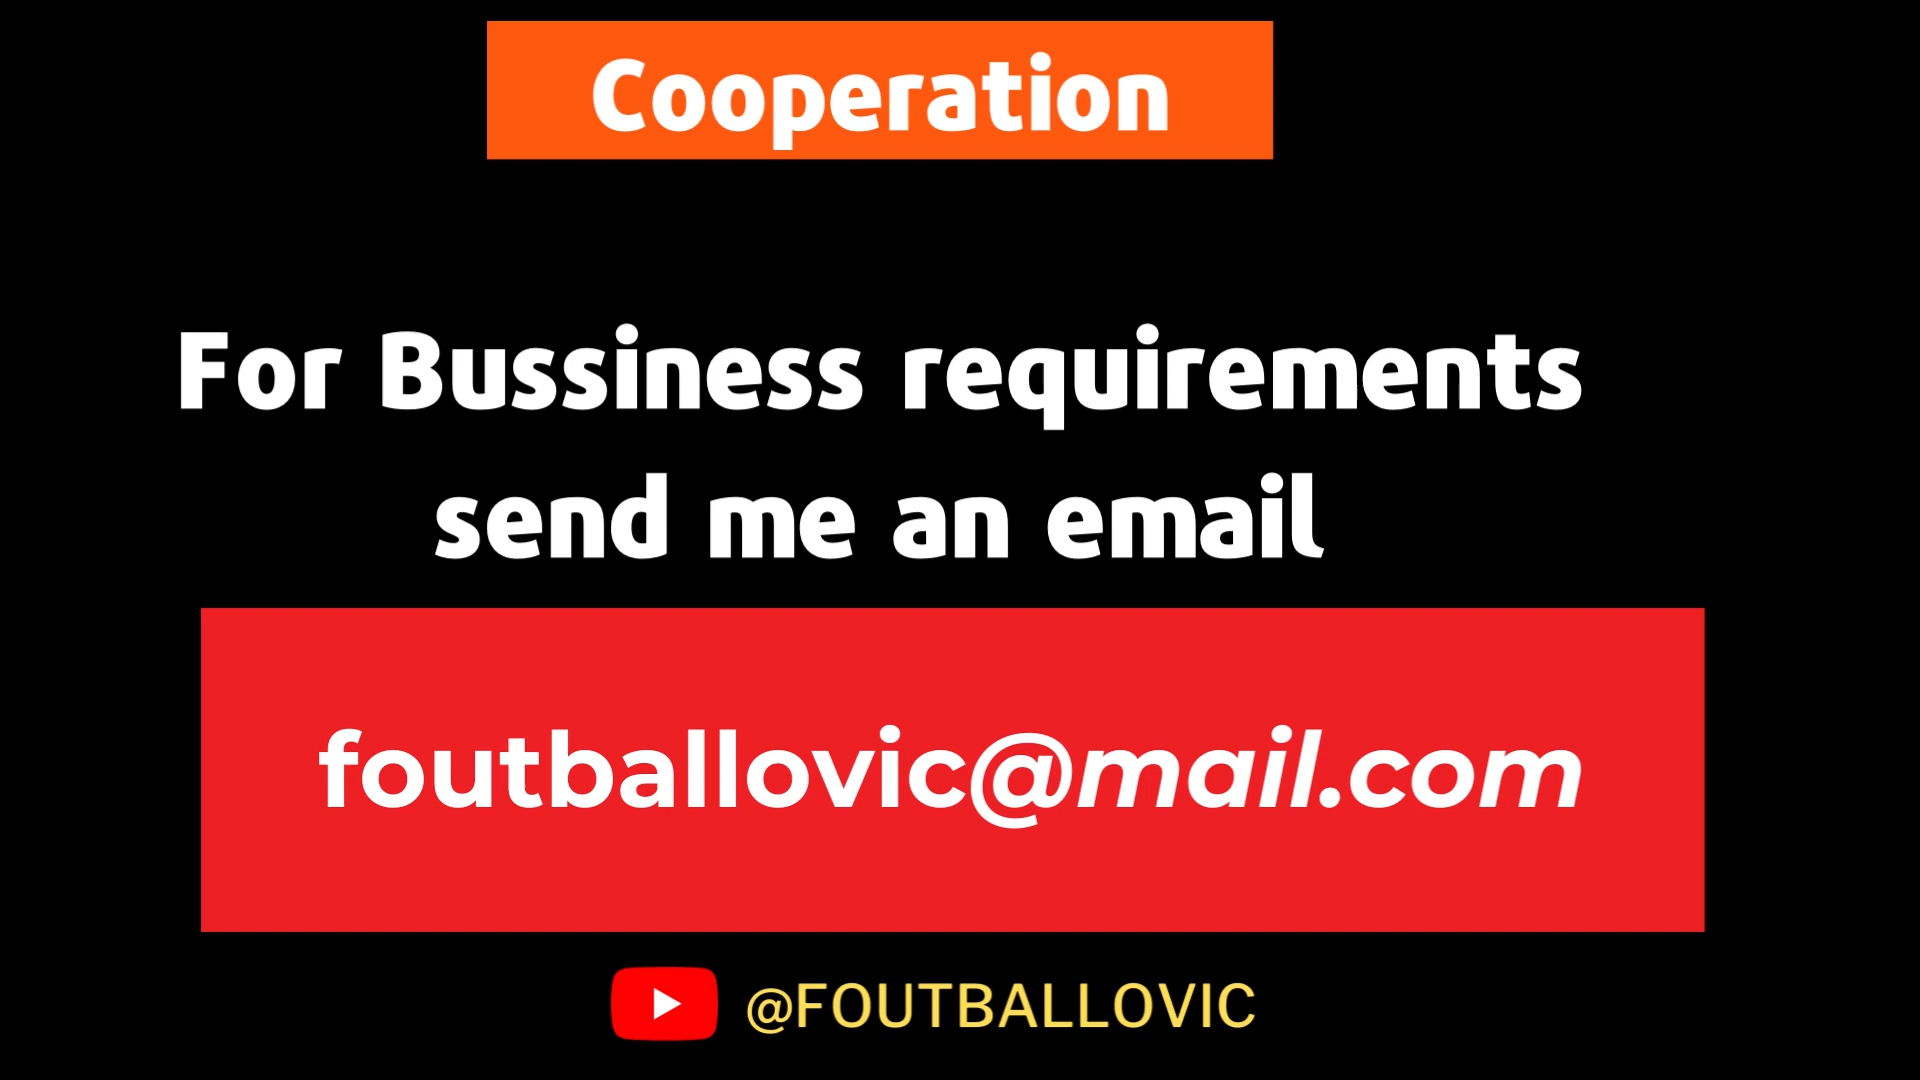 Cooperation
For Bussiness requirements
send me an email
foutballovic@mail.com
@FOUTBALLOVIC